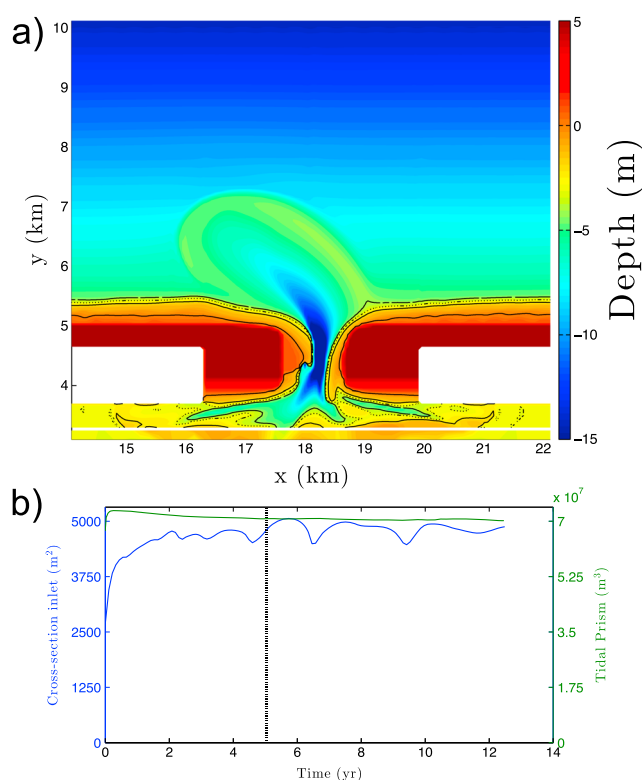 a)
10
9
8
7
6
5
4
y (km)
15 16 17 18 19 20 21 22
x (km)
5
0
−5
−10
−15
Depth (m)
b)
x 10^7
5000
3750
2500
1250
0
Cross-section inlet (m²)
7
5.25
3.5
1.75
0
Tidal Prism (m³)
0 2 4 6 8 10 12 14
Time (yr)